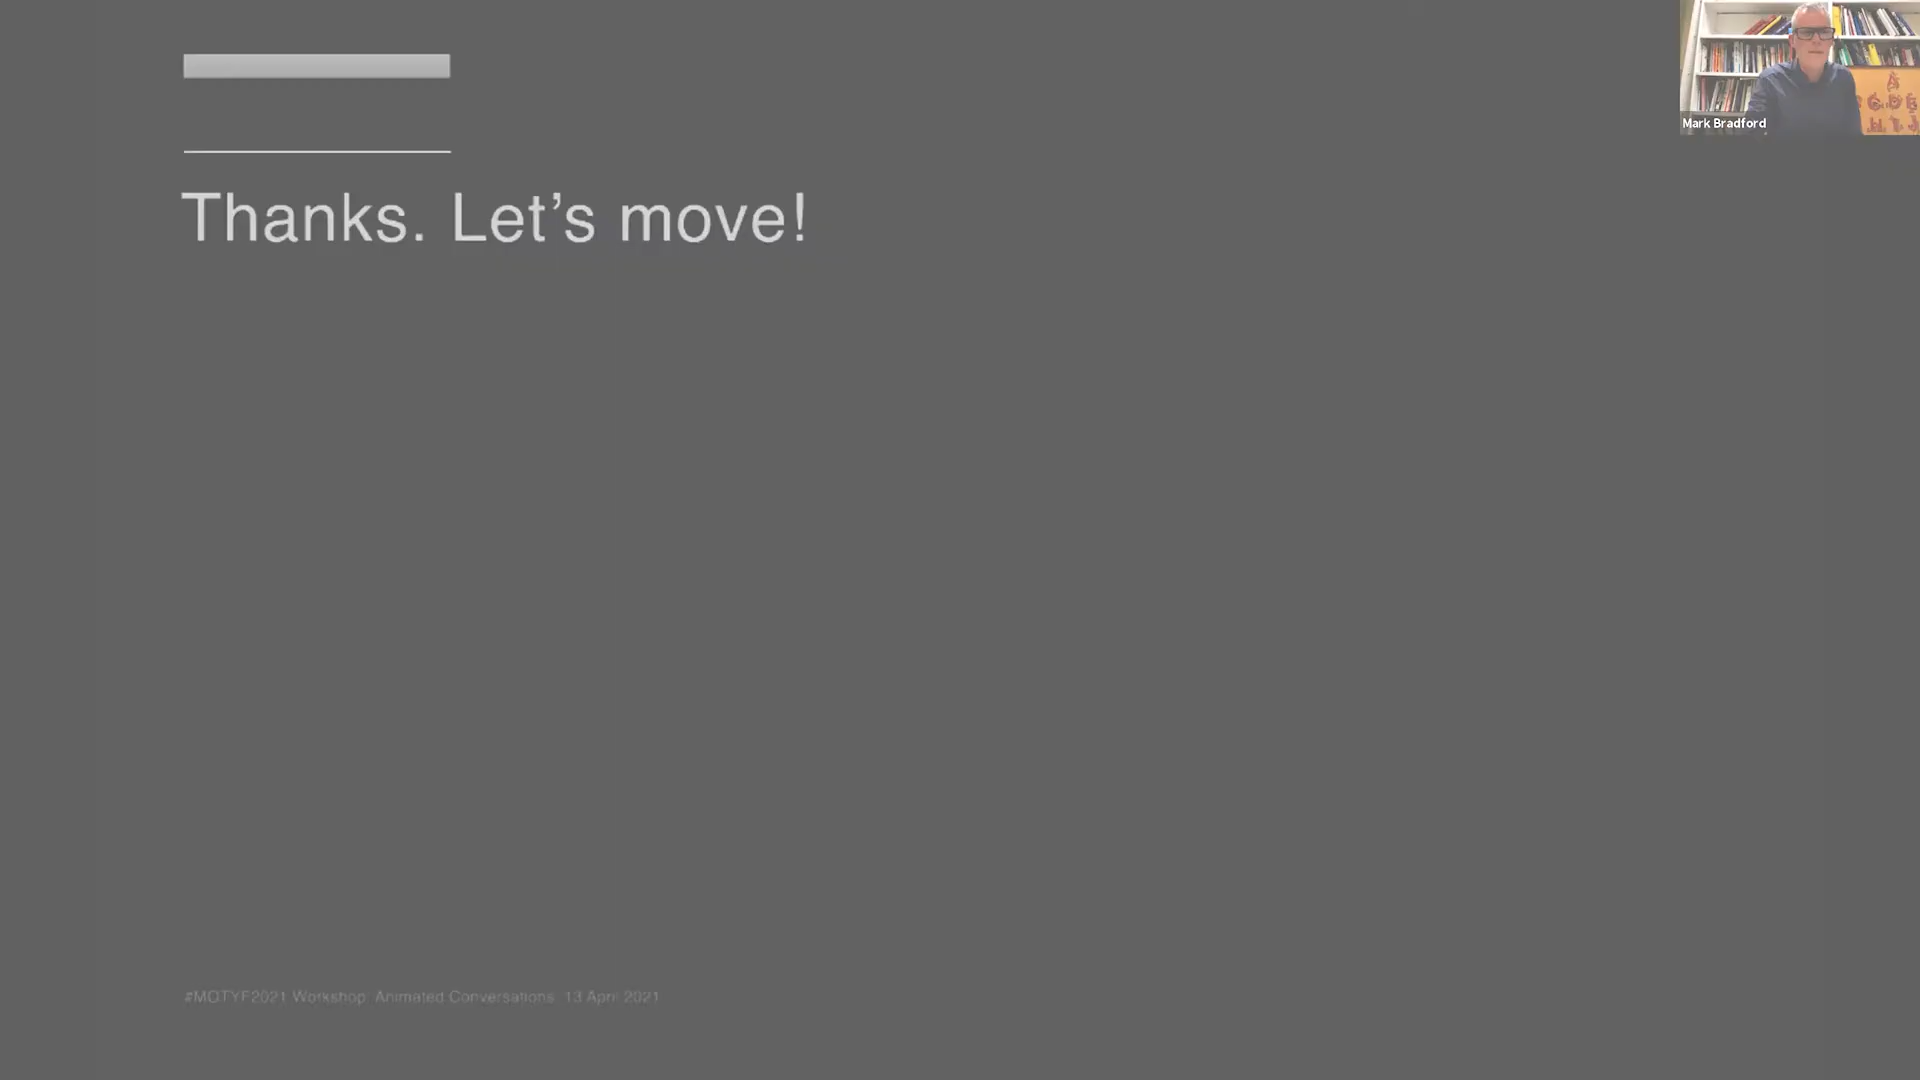 Thanks. Let’s move!
Mark Bradford
#MOTYF2021 Workshop: Animated Conversations. 13 April 2021